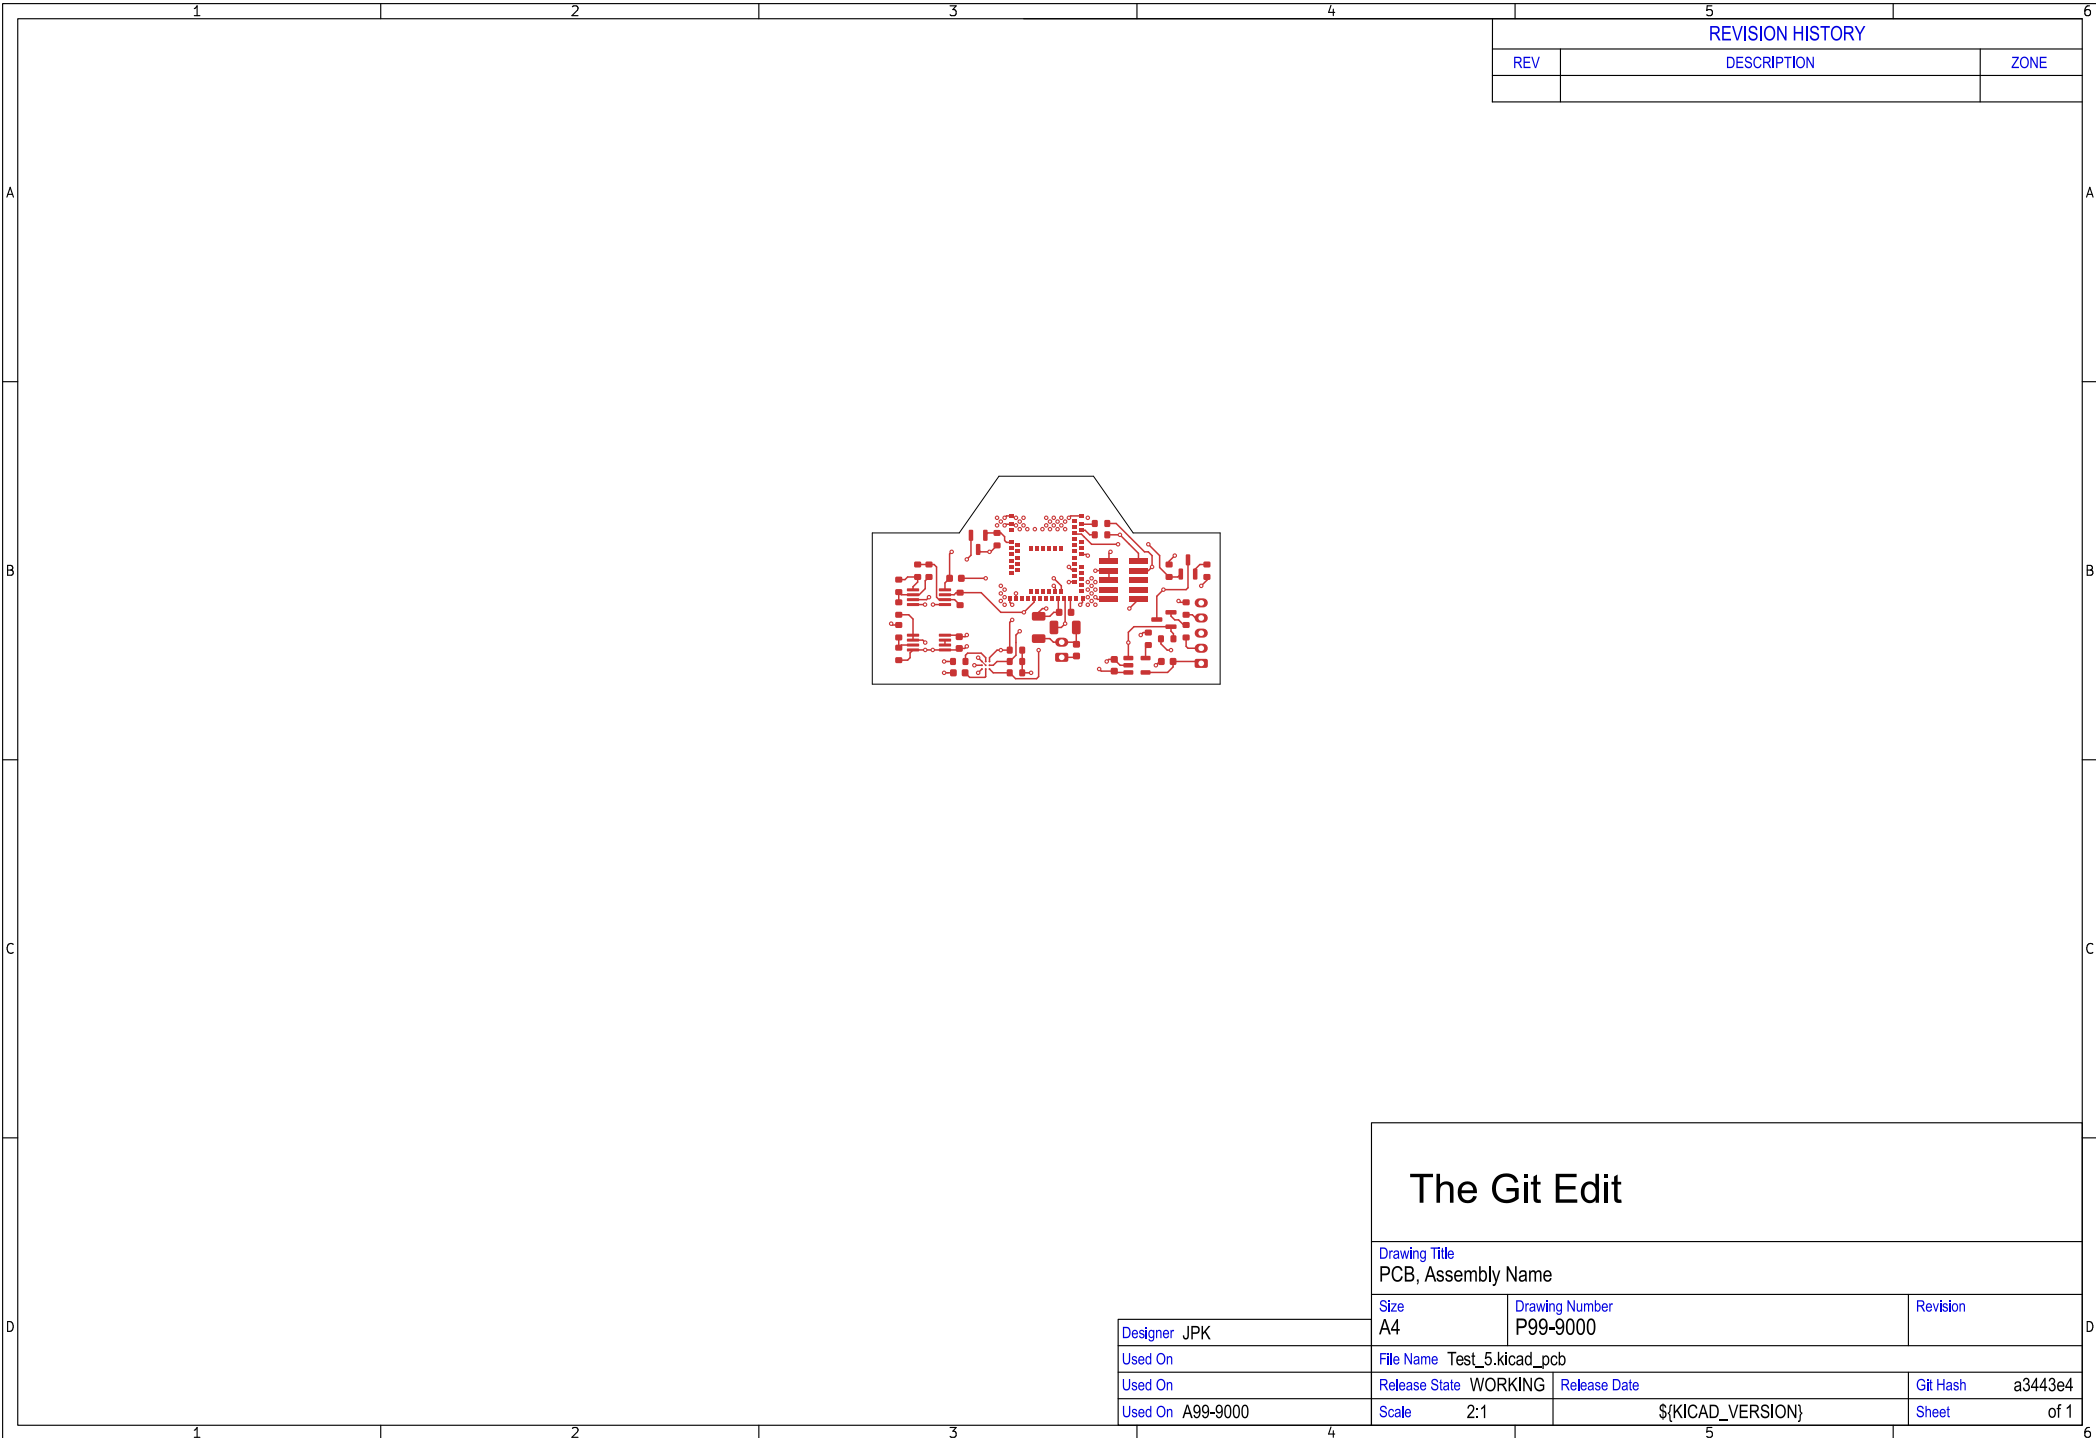 1 2 3 4 5 6
REVISION HISTORY
REV DESCRIPTION ZONE
A A
B B
C C
The Git Edit
Drawing Title
PCB, Assembly Name
Size Drawing Number Revision
A4 P99-9000
D D
Designer JPK
Used On File Name Test_5.kicad_pcb
Used On Release State WORKING Release Date Git Hash a3443e4
Used On A99-9000 Scale 2:1 ${KICAD_VERSION} Sheet of 1
1 2 3 4 5 6